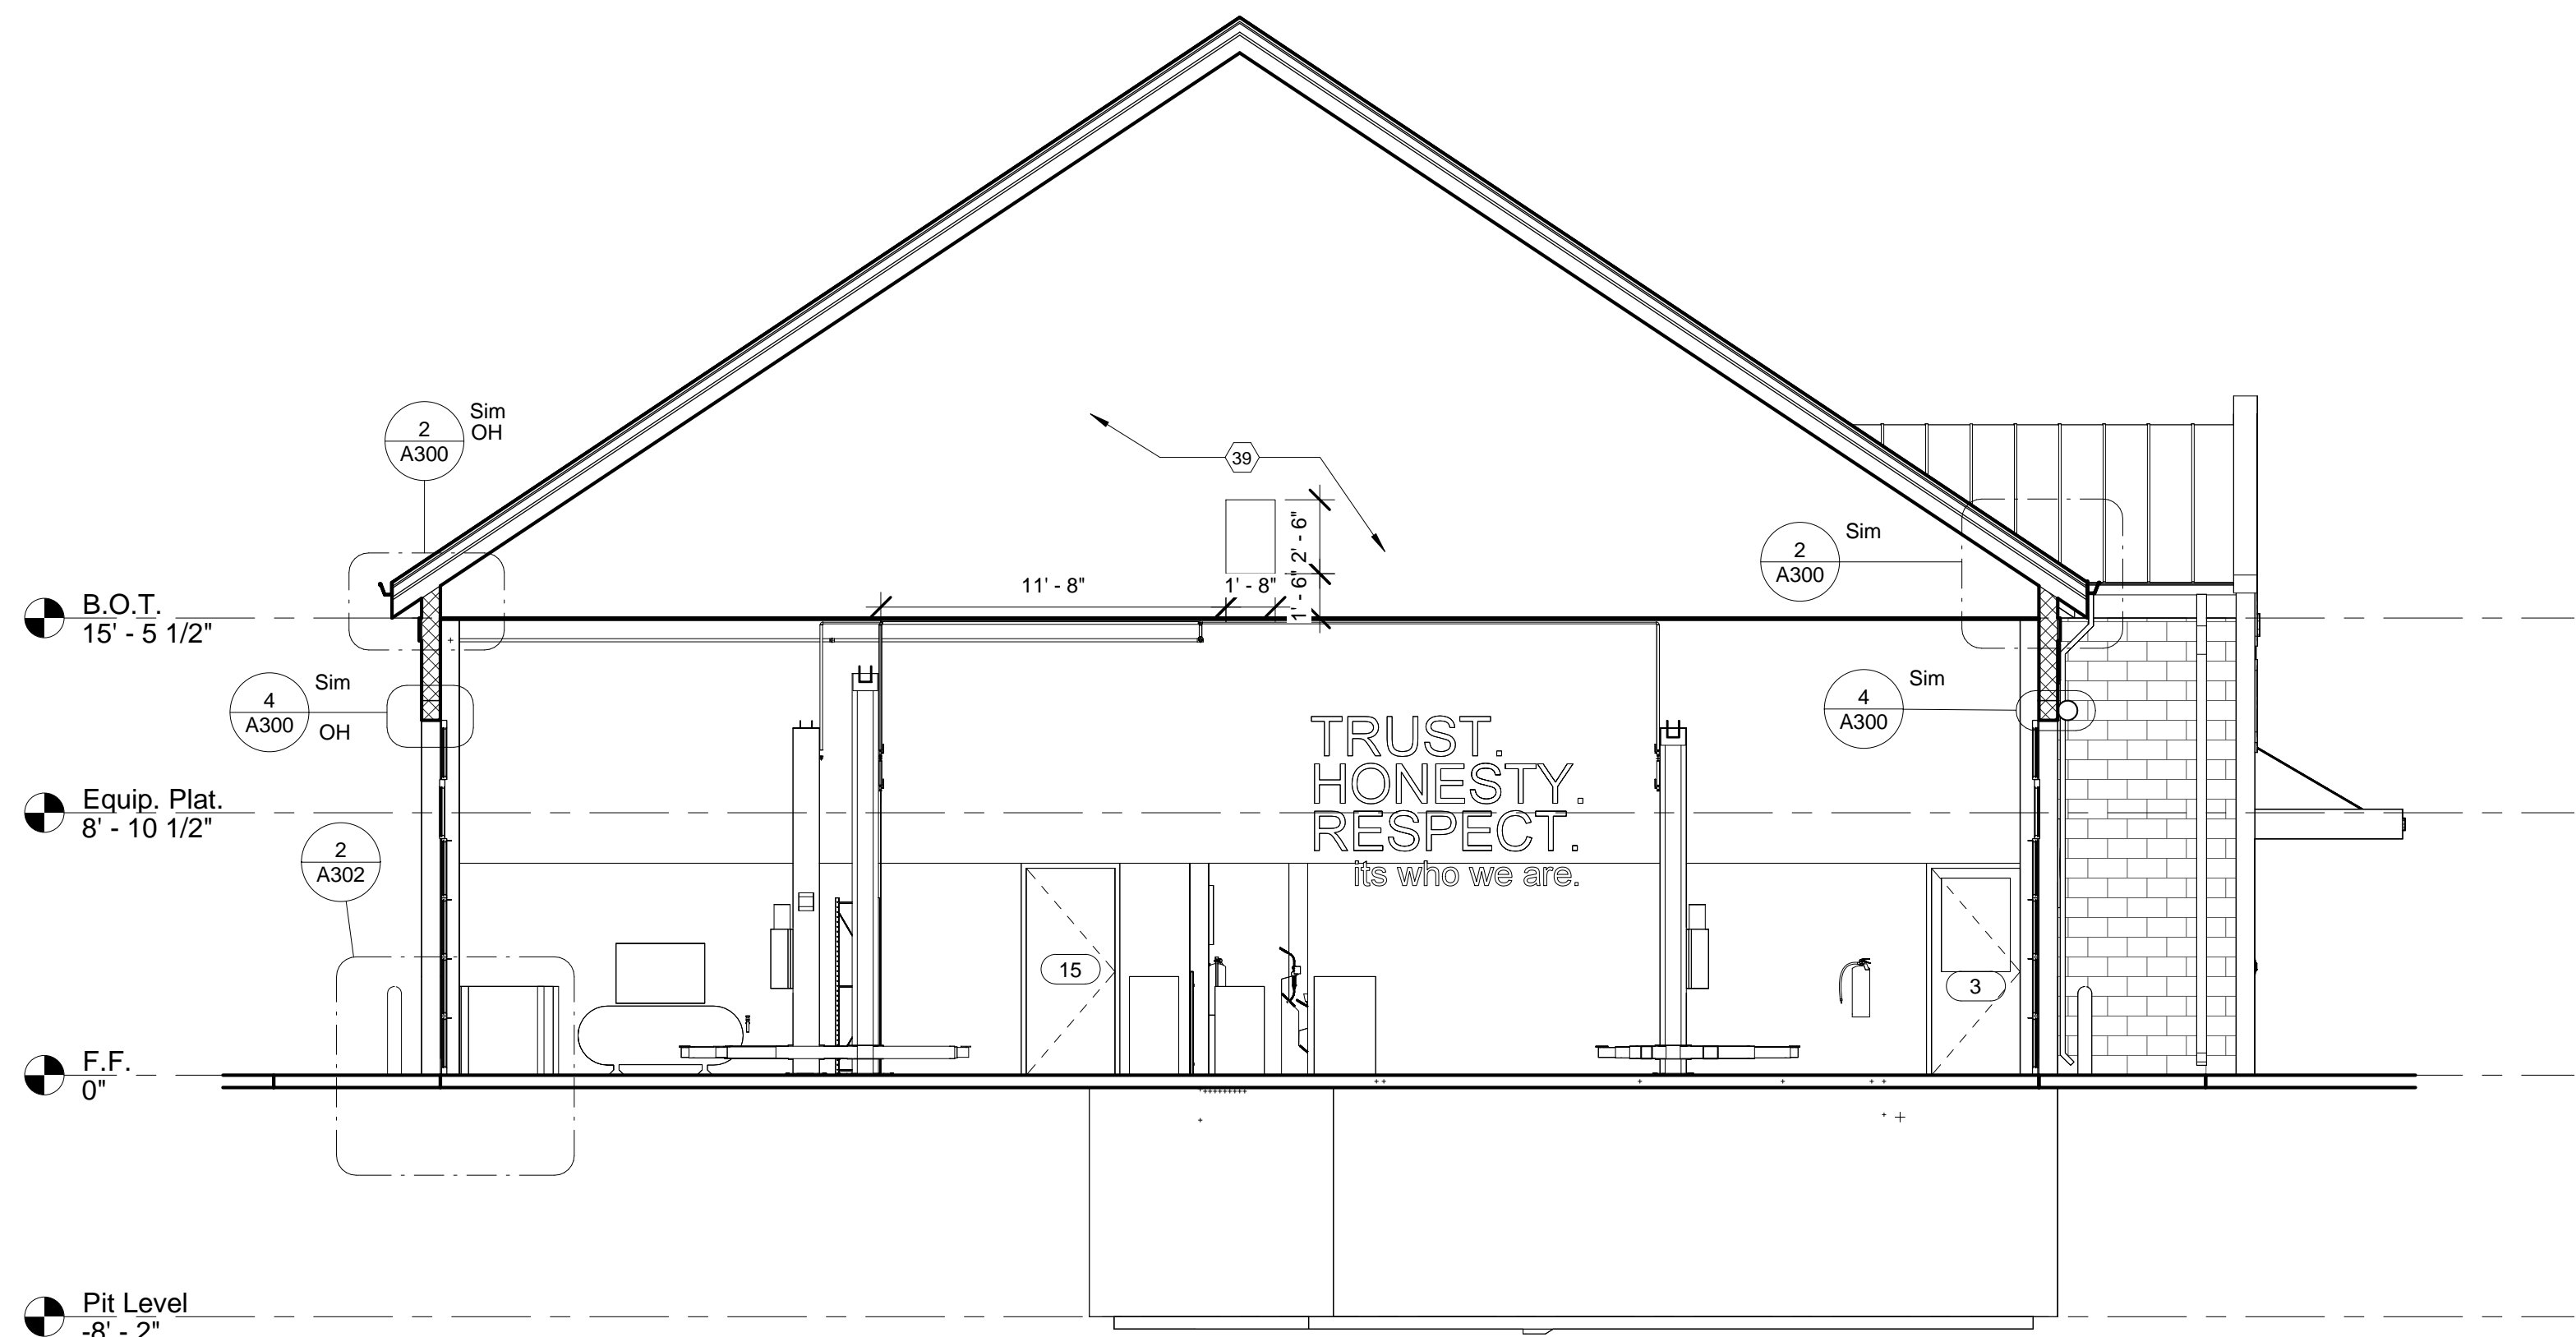 2
A300
Sim
OH
39
2' - 6"
1' - 6"
11' - 8"
1' - 8"
2
A300
Sim
B.O.T.
15' - 5 1/2"
4
A300
Sim
OH
4
A300
Sim
TRUST.
HONESTY.
RESPECT.
its who we are.
Equip. Plat.
8' - 10 1/2"
2
A302
15
3
F.F.
0"
Pit Level
-8' - 2"